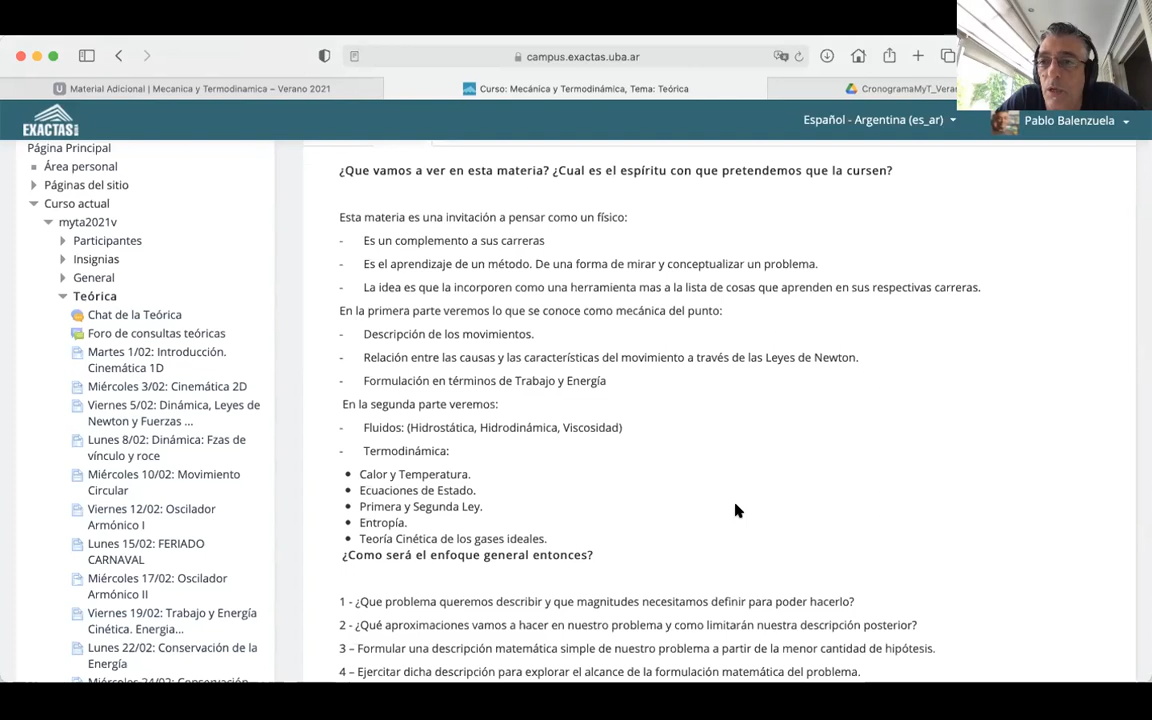 campus.exactas.uba.ar
Material Adicional | Mecanica y Termodinamica – Verano 2021
Curso: Mecánica y Termodinámica, Tema: Teórica
CronogramaMyT_Vera
EXACTAS
Español - Argentina (es_ar)
Pablo Balenzuela
Página Principal
Área personal
Páginas del sitio
Curso actual
myta2021v
Participantes
Insignias
General
Teórica
Chat de la Teórica
Foro de consultas teóricas
Martes 1/02: Introducción.
Cinemática 1D
Miércoles 3/02: Cinemática 2D
Viernes 5/02: Dinámica, Leyes de
Newton y Fuerzas ...
Lunes 8/02: Dinámica: Fzas de
vínculo y roce
Miércoles 10/02: Movimiento
Circular
Viernes 12/02: Oscilador
Armónico I
Lunes 15/02: FERIADO
CARNAVAL
Miércoles 17/02: Oscilador
Armónico II
Viernes 19/02: Trabajo y Energía
Cinética. Energia...
Lunes 22/02: Conservación de la
Energía
Miércoles 24/02: Conservación
¿Que vamos a ver en esta materia? ¿Cual es el espíritu con que pretendemos que la cursen?
Esta materia es una invitación a pensar como un físico:
- Es un complemento a sus carreras
- Es el aprendizaje de un método. De una forma de mirar y conceptualizar un problema.
- La idea es que la incorporen como una herramienta mas a la lista de cosas que aprenden en sus respectivas carreras.
En la primera parte veremos lo que se conoce como mecánica del punto:
- Descripción de los movimientos.
- Relación entre las causas y las características del movimiento a través de las Leyes de Newton.
- Formulación en términos de Trabajo y Energía
En la segunda parte veremos:
- Fluidos: (Hidrostática, Hidrodinámica, Viscosidad)
- Termodinámica:
• Calor y Temperatura.
• Ecuaciones de Estado.
• Primera y Segunda Ley.
• Entropía.
• Teoría Cinética de los gases ideales.
¿Como será el enfoque general entonces?
1 - ¿Que problema queremos describir y que magnitudes necesitamos definir para poder hacerlo?
2 - ¿Qué aproximaciones vamos a hacer en nuestro problema y como limitarán nuestra descripción posterior?
3 – Formular una descripción matemática simple de nuestro problema a partir de la menor cantidad de hipótesis.
4 – Ejercitar dicha descripción para explorar el alcance de la formulación matemática del problema.